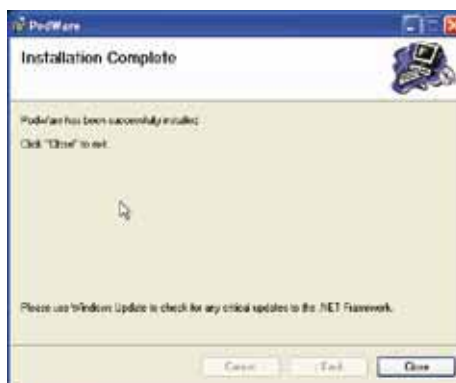 PodWare
Installation Complete
PodWare has been successfully installed.
Click "Close" to exit.
Please use Windows Update to check for any critical updates to the .NET Framework.
Cancel < Back Close